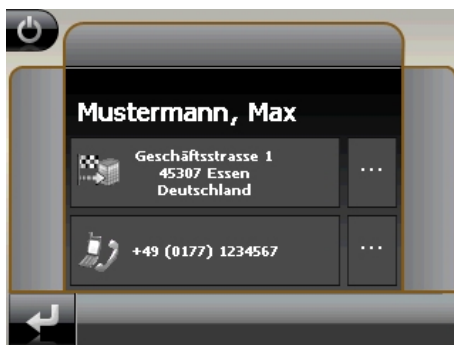 Mustermann, Max
Geschäftsstrasse 1
45307 Essen
Deutschland
...
+49 (0177) 1234567
...